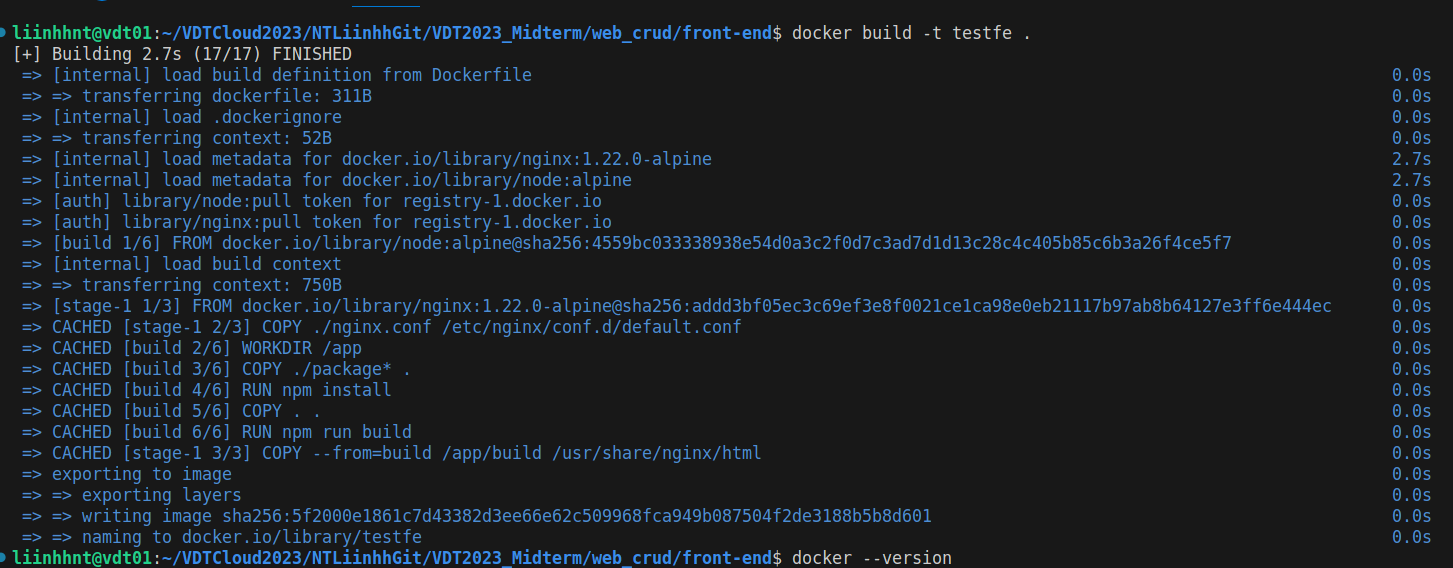 liinhhnt@vdt01:~/VDTCloud2023/NTLiinhhGit/VDT2023_Midterm/web_crud/front-end$ docker build -t testfe .
[+] Building 2.7s (17/17) FINISHED
=> [internal] load build definition from Dockerfile 0.0s
=> => transferring dockerfile: 311B 0.0s
=> [internal] load .dockerignore 0.0s
=> => transferring context: 52B 0.0s
=> [internal] load metadata for docker.io/library/nginx:1.22.0-alpine 2.7s
=> [internal] load metadata for docker.io/library/node:alpine 2.7s
=> [auth] library/node:pull token for registry-1.docker.io 0.0s
=> [auth] library/nginx:pull token for registry-1.docker.io 0.0s
=> [build 1/6] FROM docker.io/library/node:alpine@sha256:4559bc033338938e54d0a3c2f0d7c3ad7d1d13c28c4c405b85c6b3a26f4ce5f7 0.0s
=> [internal] load build context 0.0s
=> => transferring context: 750B 0.0s
=> [stage-1 1/3] FROM docker.io/library/nginx:1.22.0-alpine@sha256:addd3bf05ec3c69ef3e8f0021ce1ca98e0eb21117b97ab8b64127e3ff6e444ec 0.0s
=> CACHED [stage-1 2/3] COPY ./nginx.conf /etc/nginx/conf.d/default.conf 0.0s
=> CACHED [build 2/6] WORKDIR /app 0.0s
=> CACHED [build 3/6] COPY ./package* . 0.0s
=> CACHED [build 4/6] RUN npm install 0.0s
=> CACHED [build 5/6] COPY . . 0.0s
=> CACHED [build 6/6] RUN npm run build 0.0s
=> CACHED [stage-1 3/3] COPY --from=build /app/build /usr/share/nginx/html 0.0s
=> exporting to image 0.0s
=> => exporting layers 0.0s
=> => writing image sha256:5f2000e1861c7d43382d3ee66e62c509968fca949b087504f2de3188b5b8d601 0.0s
=> => naming to docker.io/library/testfe 0.0s
liinhhnt@vdt01:~/VDTCloud2023/NTLiinhhGit/VDT2023_Midterm/web_crud/front-end$ docker --version